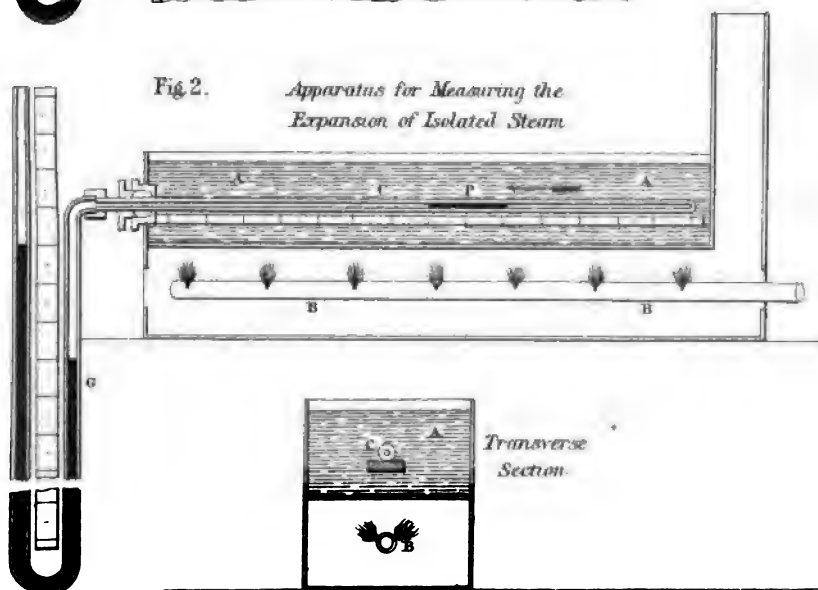 Fig. 2.
Apparatus for Measuring the
Expansion of Isolated Steam
A
P
A
B
B
G
C
A
B
Transverse
Section